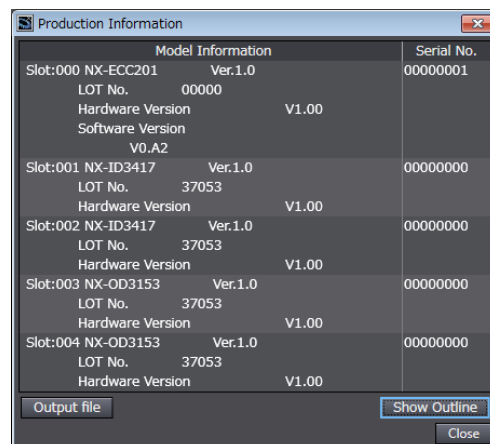 Production Information
Model Information Serial No.
Slot:000 NX-ECC201 Ver.1.0 00000001
LOT No. 00000
Hardware Version V1.00
Software Version
V0.A2
Slot:001 NX-ID3417 Ver.1.0 00000000
LOT No. 37053
Hardware Version V1.00
Slot:002 NX-ID3417 Ver.1.0 00000000
LOT No. 37053
Hardware Version V1.00
Slot:003 NX-OD3153 Ver.1.0 00000000
LOT No. 37053
Hardware Version V1.00
Slot:004 NX-OD3153 Ver.1.0 00000000
LOT No. 37053
Hardware Version V1.00
Output file Show Outline
Close